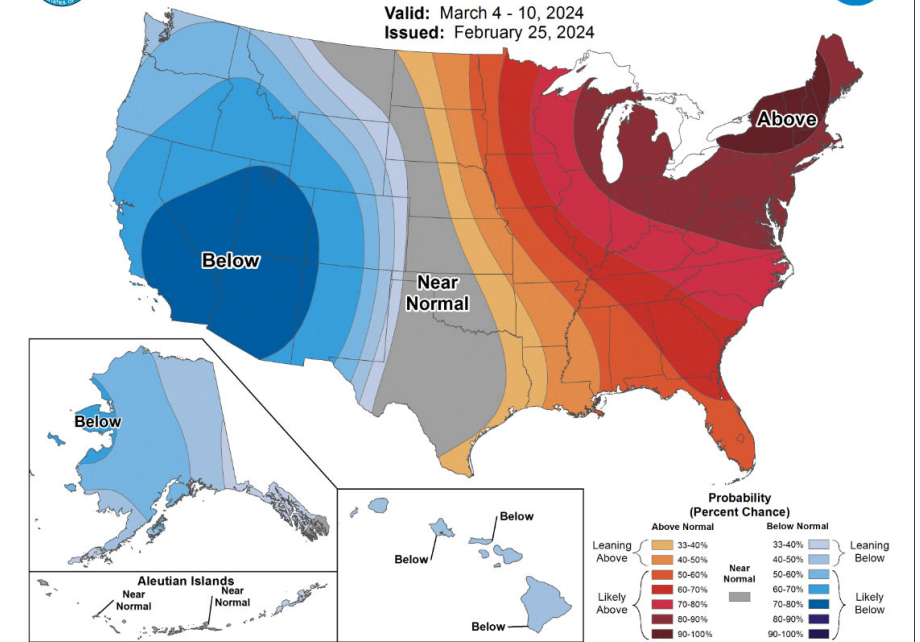 Valid: March 4 - 10, 2024
Issued: February 25, 2024
Above
Below
Near
Normal
Below
Below
Below
Below
Aleutian Islands
Near
Normal
Near
Normal
Probability
(Percent Chance)
Above Normal
Below Normal
Leaning
Above
33-40%
40-50%
Likely
Above
50-60%
60-70%
70-80%
80-90%
90-100%
Near
Normal
33-40%
40-50%
Leaning
Below
50-60%
60-70%
70-80%
80-90%
90-100%
Likely
Below